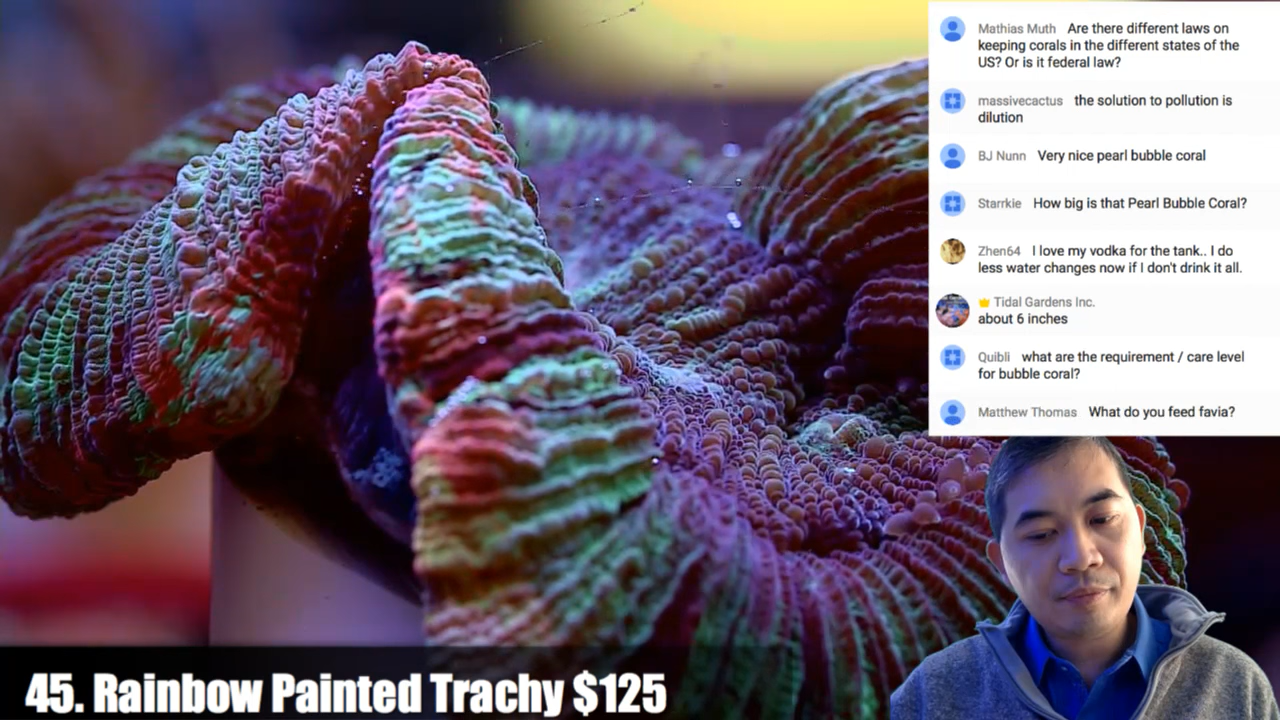 Mathias Muth Are there different laws on
keeping corals in the different states of the
US? Or is it federal law?
massivecactus the solution to pollution is
dilution
BJ Nunn Very nice pearl bubble coral
Starrkie How big is that Pearl Bubble Coral?
Zhen64 I love my vodka for the tank.. I do
less water changes now if I don't drink it all.
Tidal Gardens Inc.
about 6 inches
Quibli what are the requirement / care level
for bubble coral?
Matthew Thomas What do you feed favia?
45. Rainbow Painted Trachy $125